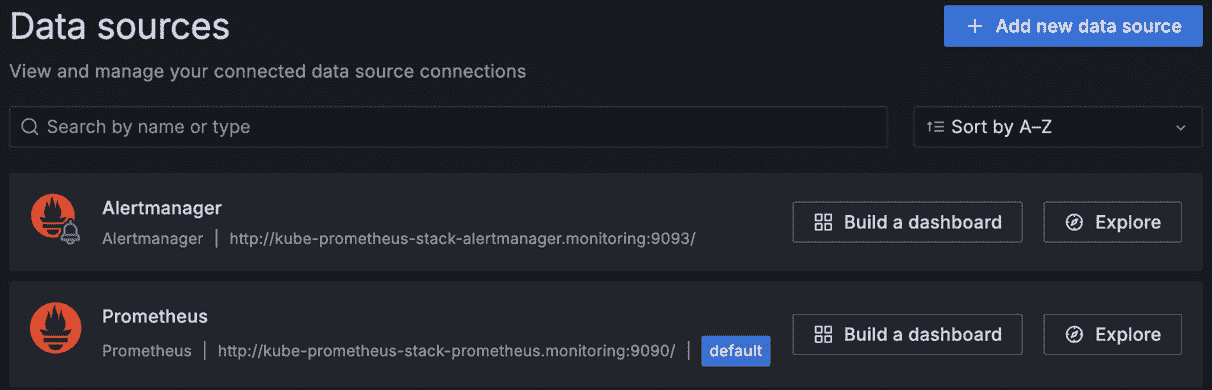 Data sources
+ Add new data source
View and manage your connected data source connections
Search by name or type
Sort by A–Z
Alertmanager
Alertmanager | http://kube-prometheus-stack-alertmanager.monitoring:9093/
Build a dashboard
Explore
Prometheus
Prometheus | http://kube-prometheus-stack-prometheus.monitoring:9090/ | default
Build a dashboard
Explore